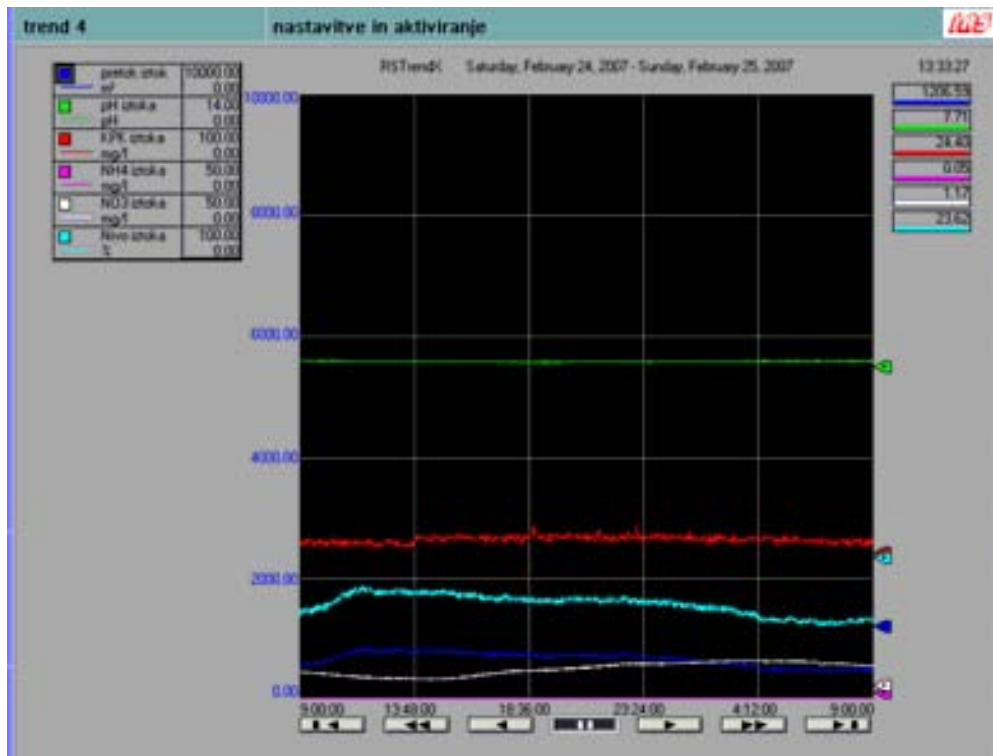 trend 4 nastavitve in aktiviranje
RSTrendX Saturday, February 24, 2007 - Sunday, February 25, 2007 13:33:27
pretok iztok 10000.00
m³ 0.00
pH iztoka 14.00
pH 0.00
KPK iztoka 100.00
mg/l 0.00
NH4 iztoka 50.00
mg/l 0.00
NO3 iztoka 50.00
mg/l 0.00
Nivo iztoka 100.00
% 0.00
1206.59
7.71
24.40
0.05
1.17
23.62
10000.00
8000.00
6000.00
4000.00
2000.00
0.00
9:00:00 13:48:00 18:36:00 23:24:00 4:12:00 9:00:00